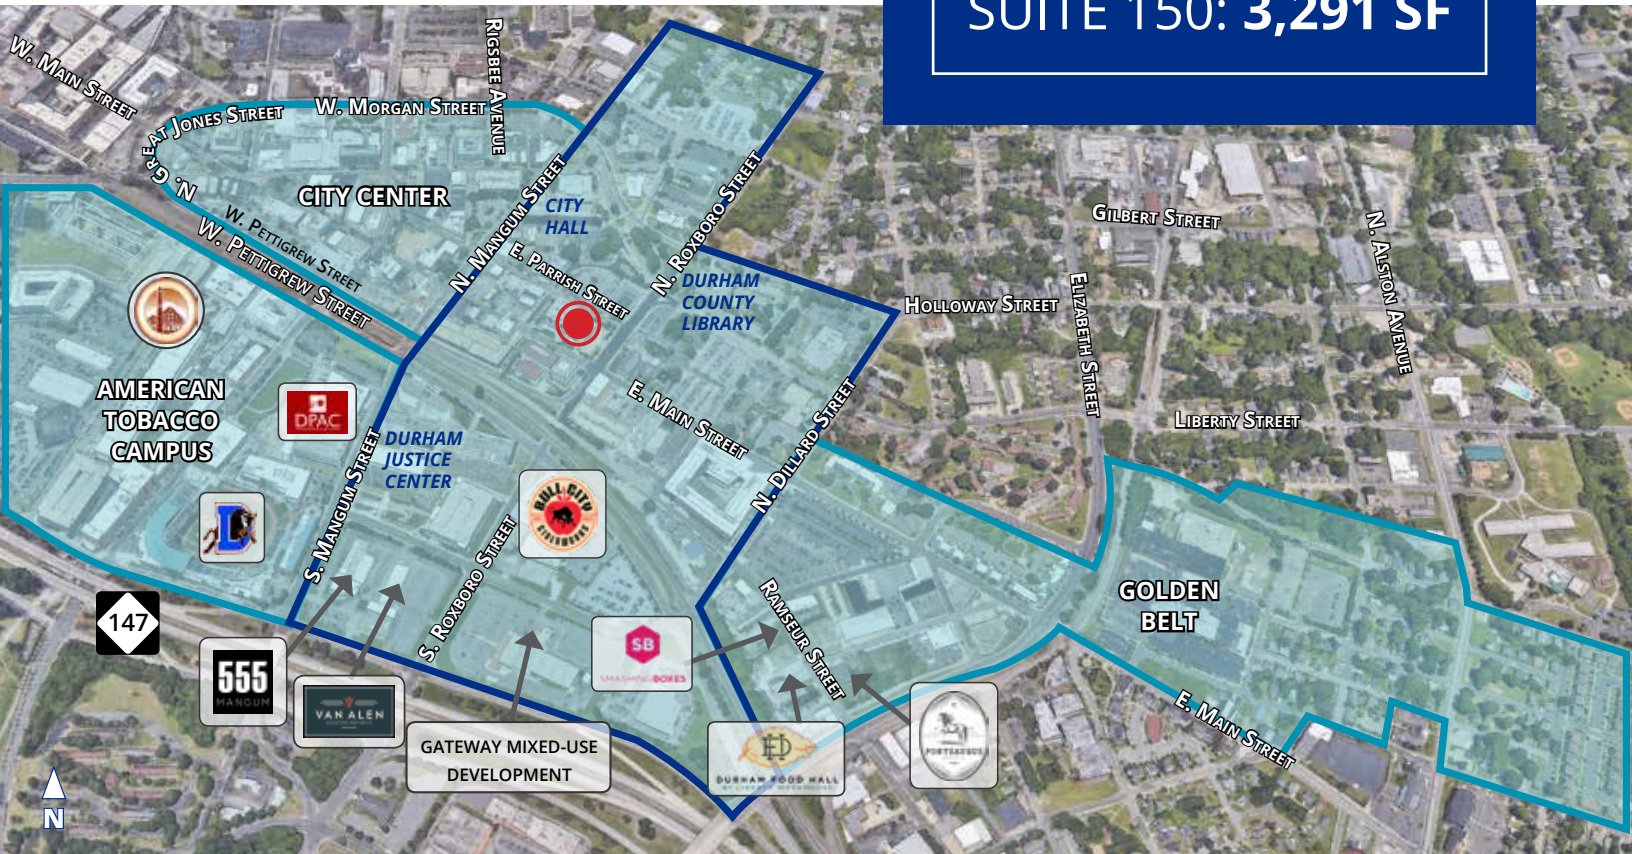 SUITE 150: 3,291 SF
W. MAIN STREET
RIGSBEE AVENUE
N. GREAT JONES STREET
W. MORGAN STREET
CITY CENTER
N. MANGUM STREET
CITY
HALL
N. ROXBORO STREET
GILBERT STREET
N. ALSTON AVENUE
W. PETTIGREW STREET
W. PETTIGREW STREET
E. PARRISH STREET
DURHAM
COUNTY
LIBRARY
HOLLOWAY STREET
ELIZABETH STREET
AMERICAN
TOBACCO
CAMPUS
DPAC
E. MAIN STREET
N. DILLARD STREET
LIBERTY STREET
DURHAM
JUSTICE
CENTER
S. MANGUM STREET
D
BULL CITY
CIDERWORKS
S. ROXBORO STREET
RAMSEUR STREET
GOLDEN
BELT
147
SB
SMASHINGBOXES
555
MANGUM
VAN ALEN
E. MAIN STREET
GATEWAY MIXED-USE
DEVELOPMENT
DURHAM FOOD HALL
PONYSAURUS
N